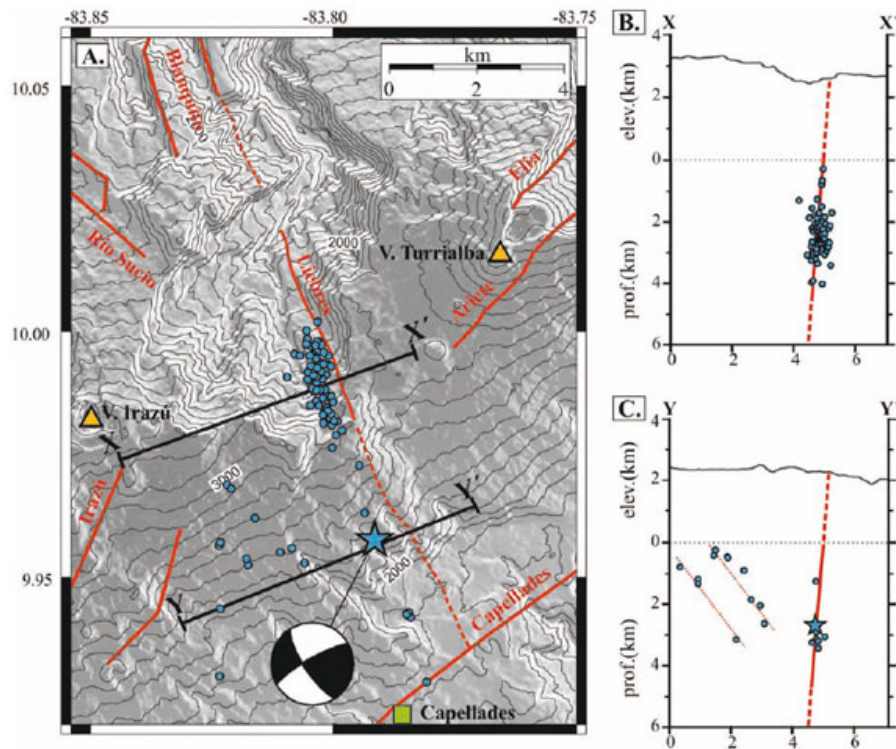 -83.85 -83.80 -83.75
A.
km
0 2 4
10.05
10.00
9.95
Blanquito
2000
Elia
Río Sucio
2000
V. Turrialba
Liebres
Ariete
X'
V. Irazú
X
3000
Y'
Irazú
2000
Y
Capellades
Capellades
B.
X X'
4
2
0
2
4
6
elev.(km)
prof.(km)
0 2 4 6
C.
Y Y'
4
2
0
2
4
6
elev.(km)
prof.(km)
0 2 4 6